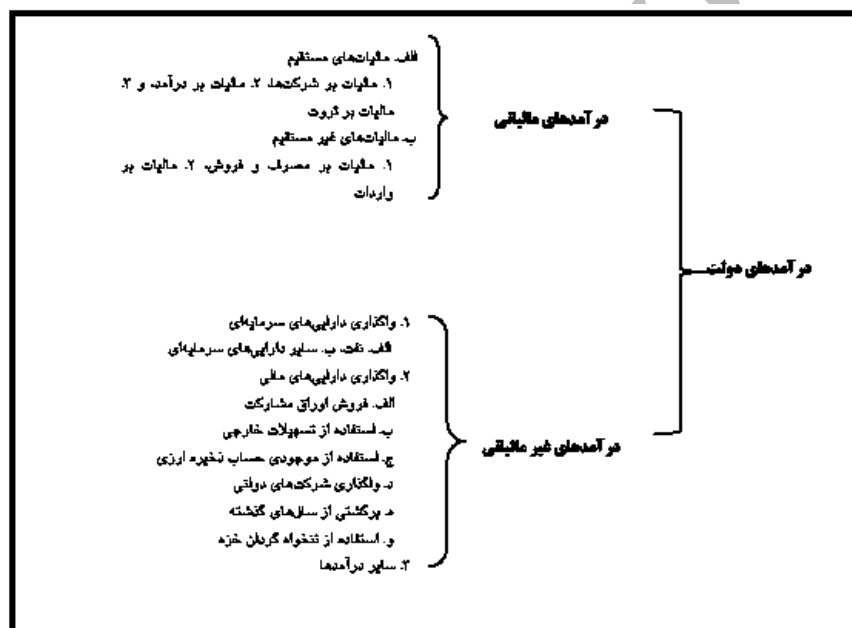 درآمدهای دولت
درآمدهای مالیاتی
الف. مالیات‌های مستقیم
۱. مالیات بر شرکت‌ها، ۲. مالیات بر درآمد، و ۳.
مالیات بر ثروت
ب. مالیات‌های غیر مستقیم
۱. مالیات بر مصرف و فروش، ۲. مالیات بر
واردات
درآمدهای غیر مالیاتی
۱. واگذاری دارایی‌های سرمایه‌ای
الف. نفت، ب. سایر دارایی‌های سرمایه‌ای
۲. واگذاری دارایی‌های مالی
الف. فروش اوراق مشارکت
ب. استفاده از تسهیلات خارجی
ج. استفاده از موجودی حساب ذخیره ارزی
د. واگذاری شرکت‌های دولتی
ه. برگشتی از سال‌های گذشته
و. استفاده از تنخواه گردان خزه
۳. سایر درآمدها